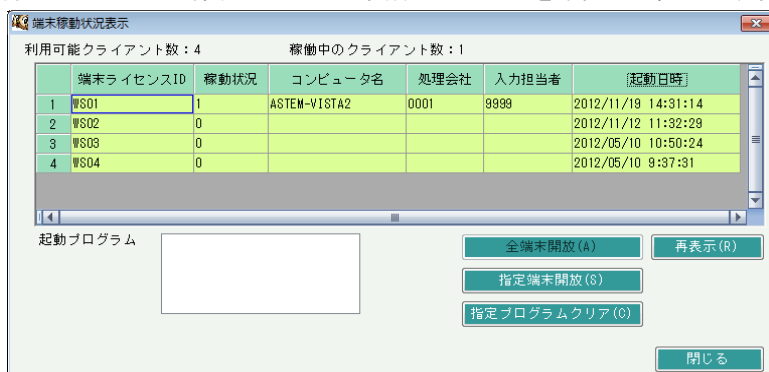 端末稼動状況表示
利用可能クライアント数：4 稼働中のクライアント数：1
端末ライセンスID 稼動状況 コンピュータ名 処理会社 入力担当者 起動日時
1 WS01 1 ASTEM-VISTA2 0001 9999 2012/11/19 14:31:14
2 WS02 0 2012/11/12 11:32:29
3 WS03 0 2012/05/10 10:50:24
4 WS04 0 2012/05/10 9:37:31
起動プログラム 全端末開放(A) 再表示(R)
指定端末開放(S)
指定プログラムクリア(C)
閉じる